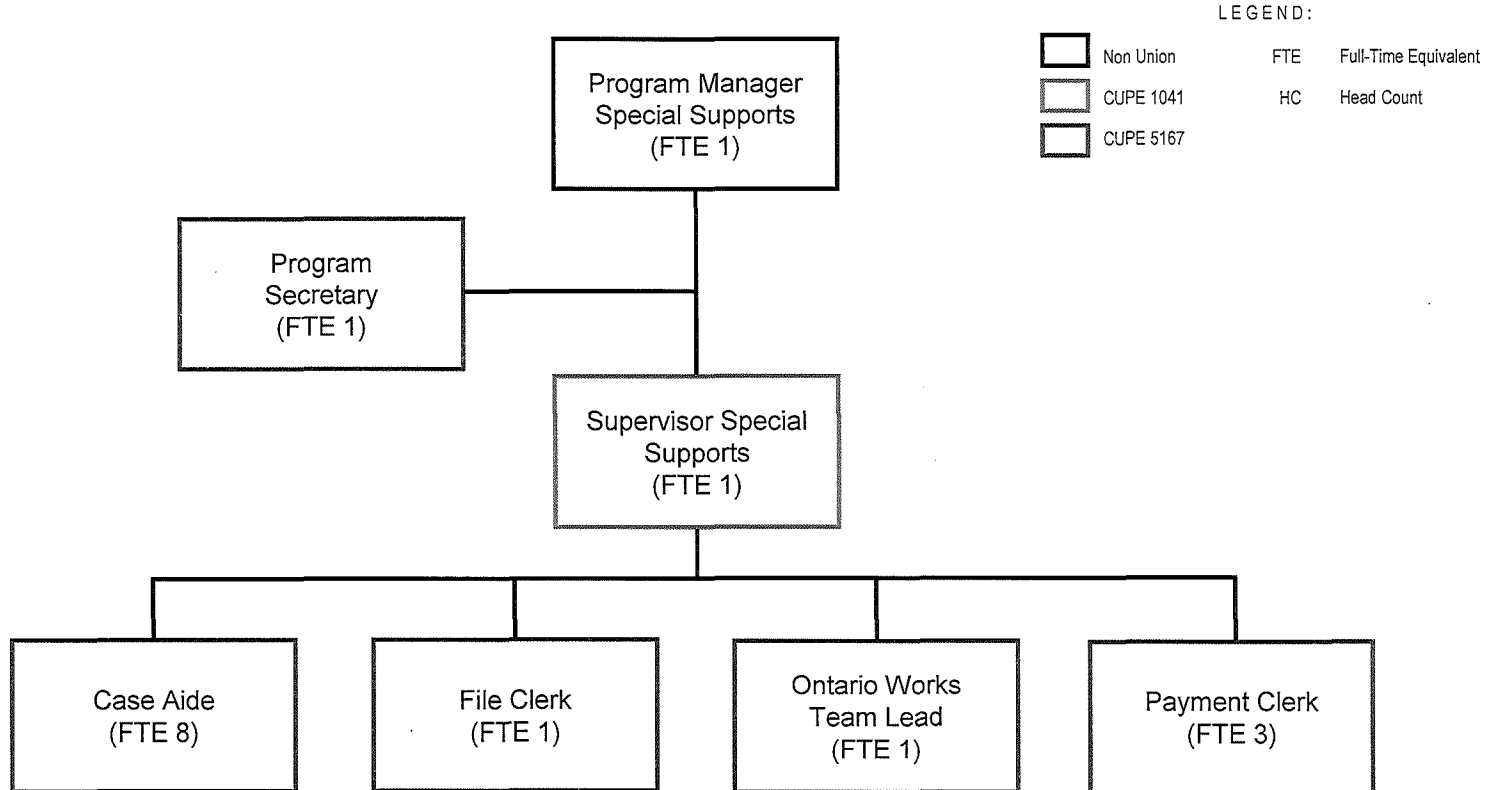 LEGEND:
Non Union FTE Full-Time Equivalent
CUPE 1041 HC Head Count
CUPE 5167
Program Manager
Special Supports
(FTE 1)
Program
Secretary
(FTE 1)
Supervisor Special
Supports
(FTE 1)
Case Aide
(FTE 8)
File Clerk
(FTE 1)
Ontario Works
Team Lead
(FTE 1)
Payment Clerk
(FTE 3)